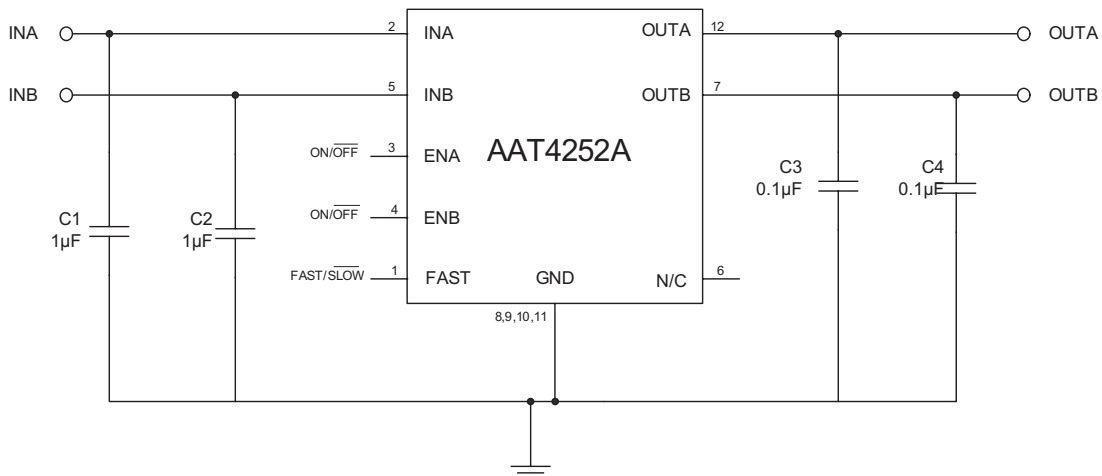 INA
2
INA
OUTA
12
OUTA
INB
5
INB
OUTB
7
OUTB
AAT4252A
ON/OFF
3
ENA
C3
0.1µF
C4
0.1µF
ON/OFF
4
ENB
C1
1µF
C2
1µF
FAST/SLOW
1
FAST
GND
N/C
6
8,9,10,11